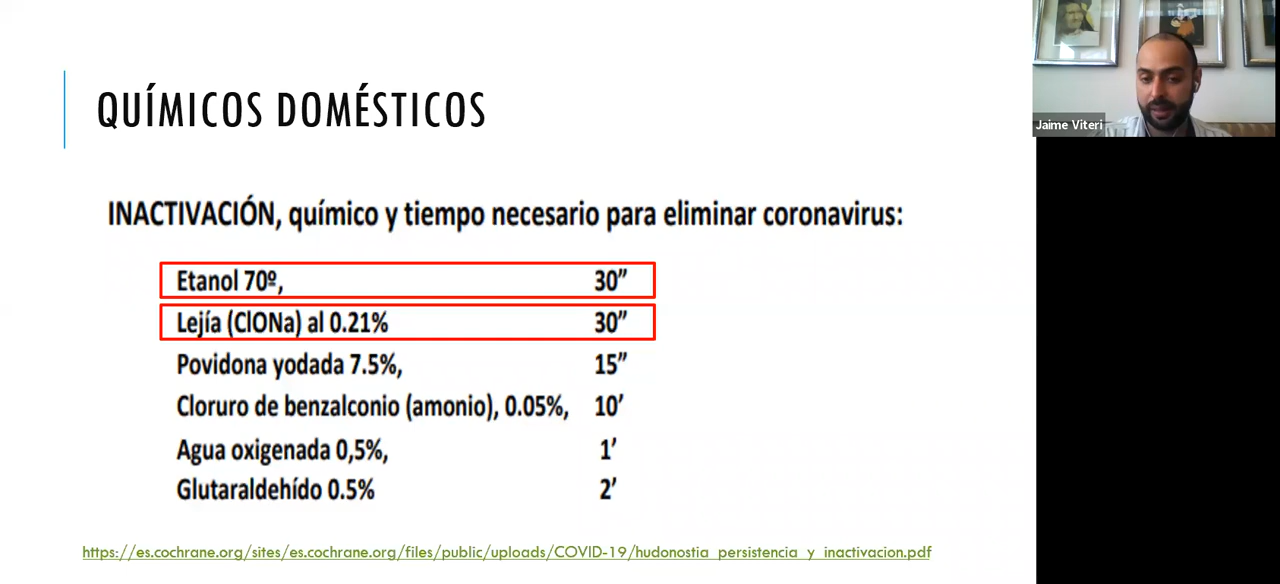 QUÍMICOS DOMÉSTICOS
INACTIVACIÓN, químico y tiempo necesario para eliminar coronavirus:
Etanol 70º, 30”
Lejía (ClONa) al 0.21% 30”
Povidona yodada 7.5%, 15”
Cloruro de benzalconio (amonio), 0.05%, 10’
Agua oxigenada 0,5%, 1’
Glutaraldehído 0.5% 2’
https://es.cochrane.org/sites/es.cochrane.org/files/public/uploads/COVID-19/hudonostia_persistencia_y_inactivacion.pdf
Jaime Viteri